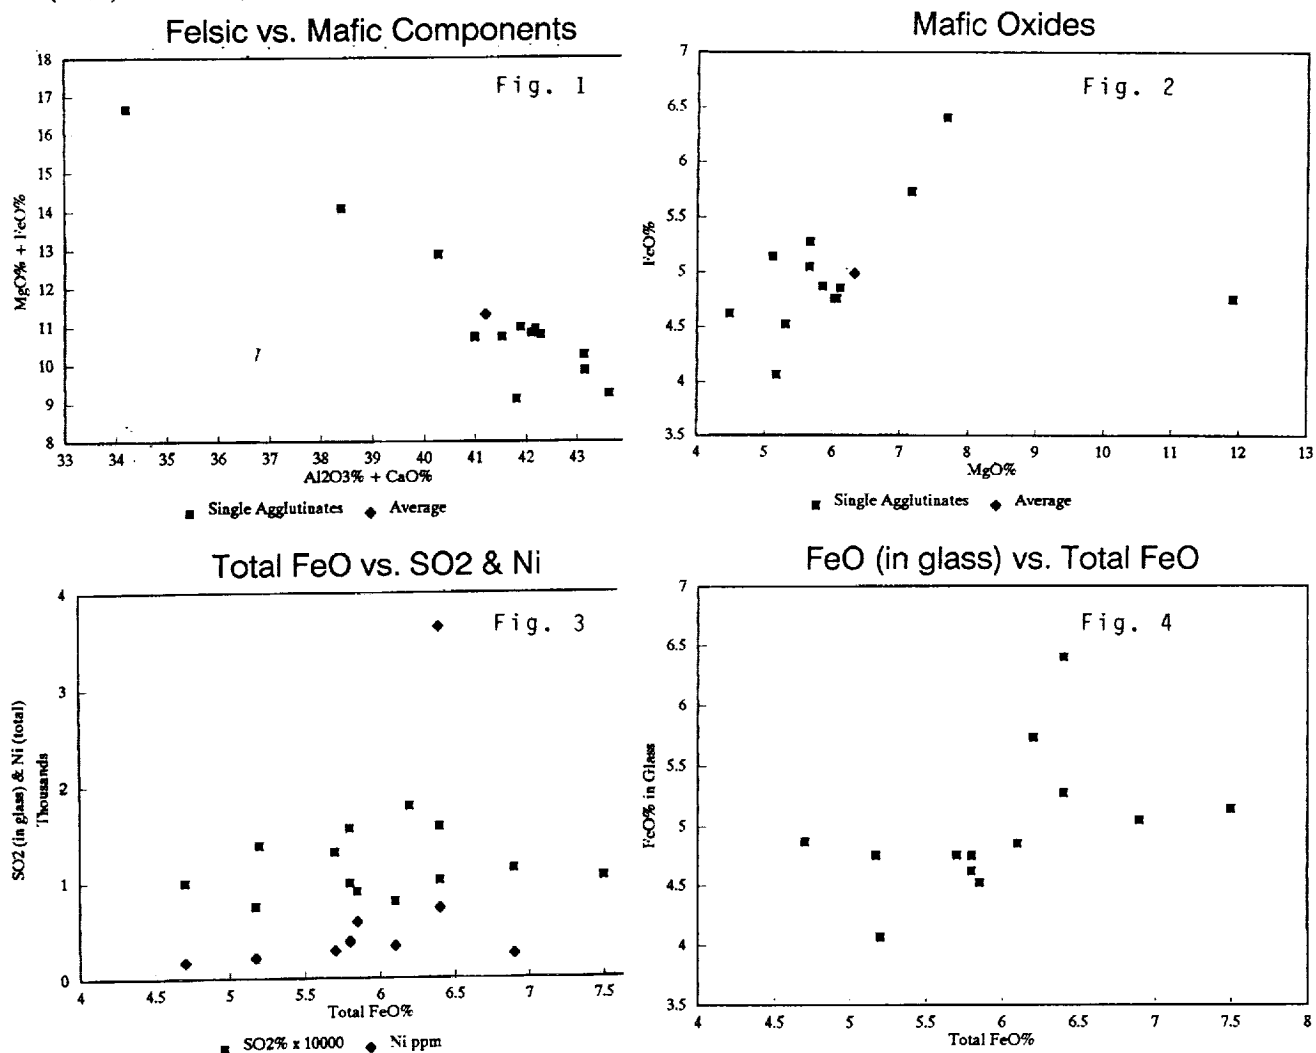 Felsic vs. Mafic Components
Fig. 1
18
17
16
15
14
13
12
11
10
9
8
MgO% + FeO%
33 34 35 36 37 38 39 40 41 42 43
Al2O3% + CaO%
Single Agglutinates Average
Mafic Oxides
Fig. 2
7
6.5
6
5.5
5
4.5
4
3.5
FeO%
4 5 6 7 8 9 10 11 12 13
MgO%
Single Agglutinates Average
Total FeO vs. SO2 & Ni
Fig. 3
4
3
2
1
0
SO2 (in glass) & Ni (total)
Thousands
4 4.5 5 5.5 6 6.5 7 7.5
Total FeO%
SO2% x 10000 Ni ppm
FeO (in glass) vs. Total FeO
Fig. 4
7
6.5
6
5.5
5
4.5
4
3.5
FeO% in Glass
4 4.5 5 5.5 6 6.5 7 7.5 8
Total FeO%